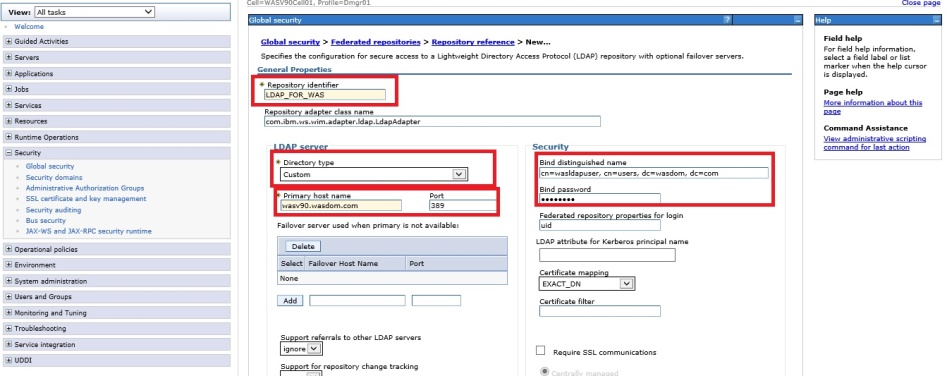 Cell=WASV90Cell01, Profile=Dmgr01
Close page
View: All tasks
Welcome
Guided Activities
Servers
Applications
Jobs
Services
Resources
Runtime Operations
Security
Global security
Security domains
Administrative Authorization Groups
SSL certificate and key management
Security auditing
Bus security
JAX-WS and JAX-RPC security runtime
Operational policies
Environment
System administration
Users and Groups
Monitoring and Tuning
Troubleshooting
Service integration
UDDI
Global security
Global security > Federated repositories > Repository reference > New...
Specifies the configuration for secure access to a Lightweight Directory Access Protocol (LDAP) repository with optional failover servers.
General Properties
* Repository identifier
LDAP_FOR_WAS
Repository adapter class name
com.ibm.ws.wim.adapter.ldap.LdapAdapter
LDAP server
* Directory type
Custom
* Primary host name Port
wasv90.wasdom.com 389
Failover server used when primary is not available:
Delete
Select Failover Host Name Port
None
Add
Support referrals to other LDAP servers
ignore
Support for repository change tracking
Security
Bind distinguished name
cn=wasldapuser, cn=users, dc=wasdom, dc=com
Bind password
••••••••
Federated repository properties for login
uid
LDAP attribute for Kerberos principal name
Certificate mapping
EXACT_DN
Certificate filter
Require SSL communications
Centrally managed
Help
Field help
For field help information,
select a field label or list
marker when the help cursor
is displayed.
Page help
More information about this
page
Command Assistance
View administrative scripting
command for last action